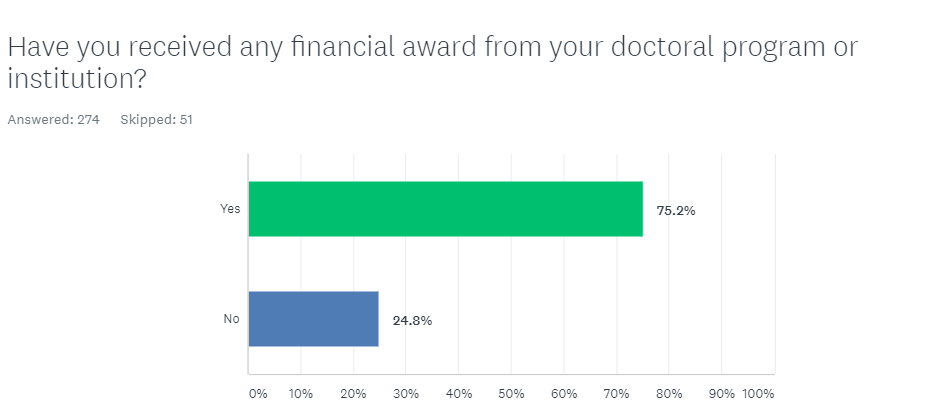 Have you received any financial award from your doctoral program or
institution?
Answered: 274 Skipped: 51
Yes 75.2%
No 24.8%
0% 10% 20% 30% 40% 50% 60% 70% 80% 90% 100%